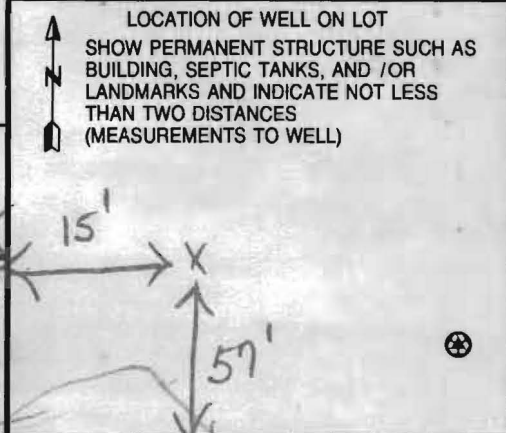 LOCATION OF WELL ON LOT
SHOW PERMANENT STRUCTURE SUCH AS
N
BUILDING, SEPTIC TANKS, AND /OR
LANDMARKS AND INDICATE NOT LESS
THAN TWO DISTANCES
(MEASUREMENTS TO WELL)
15'
X
57'